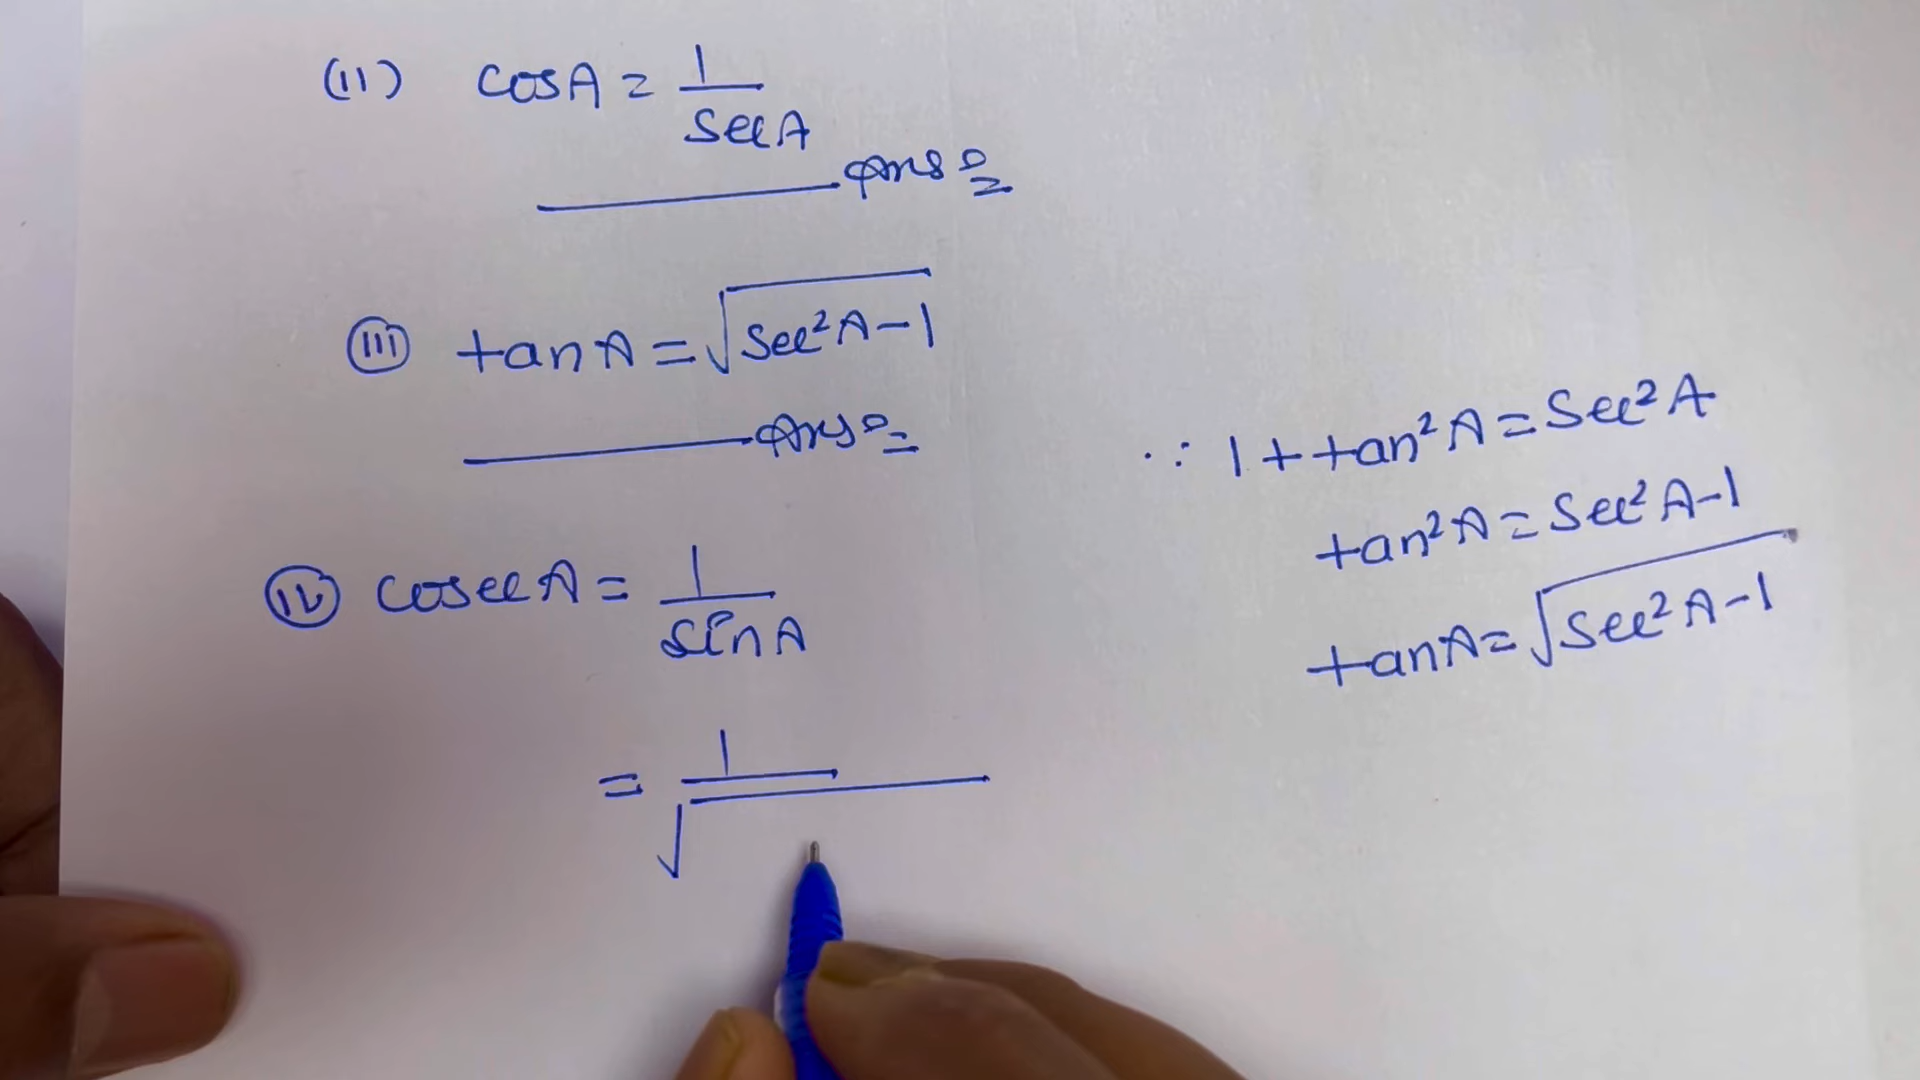 (ii) cosA = 1/secA
Ans
(iii) tanA = √(sec²A-1)
Ans
∵ 1+tan²A = sec²A
tan²A = sec²A-1
tanA = √(sec²A-1)
(iv) cosecA = 1/sinA
= 1/√